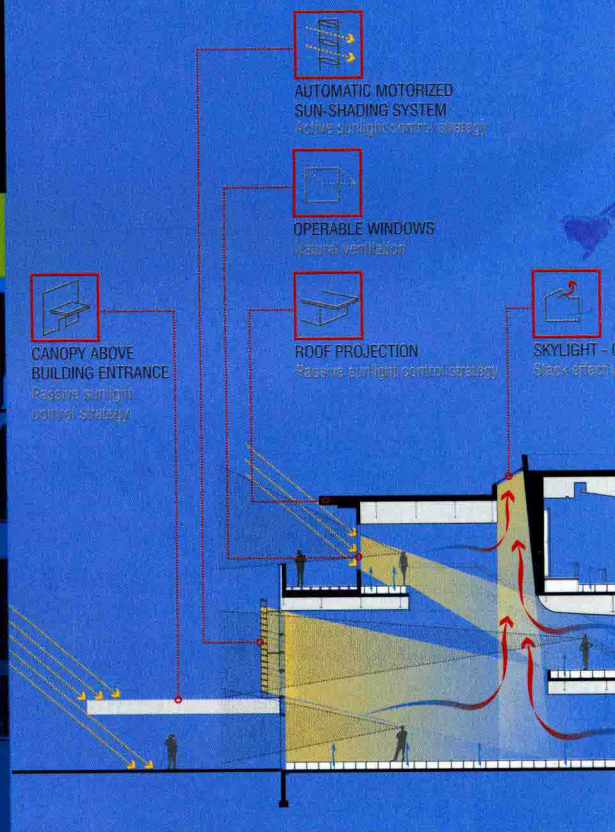 AUTOMATIC MOTORIZED
SUN-SHADING SYSTEM
Active sunlight control strategy
OPERABLE WINDOWS
Natural ventilation
CANOPY ABOVE
BUILDING ENTRANCE
Passive sunlight
control strategy
ROOF PROJECTION
Passive sunlight control strategy
SKYLIGHT -
Stack effect